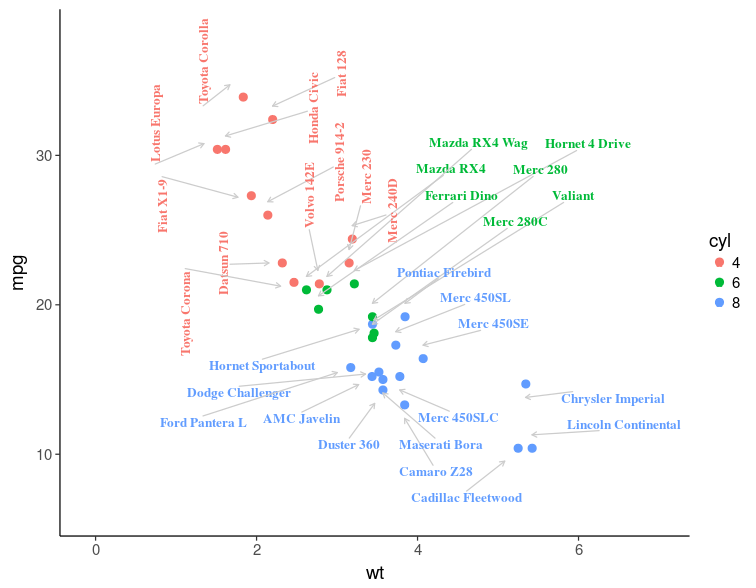 Toyota Corolla
Fiat 128
Lotus Europa
Honda Civic
Porsche 914-2
Fiat X1-9
Volvo 142E
Merc 230
Merc 240D
Datsun 710
Toyota Corona
Mazda RX4 Wag
Hornet 4 Drive
Mazda RX4
Merc 280
Ferrari Dino
Valiant
Merc 280C
Pontiac Firebird
Merc 450SL
Merc 450SE
Hornet Sportabout
Dodge Challenger
Ford Pantera L
AMC Javelin
Merc 450SLC
Duster 360
Maserati Bora
Camaro Z28
Cadillac Fleetwood
Chrysler Imperial
Lincoln Continental
mpg
30
20
10
0
2
4
6
wt
cyl
4
6
8